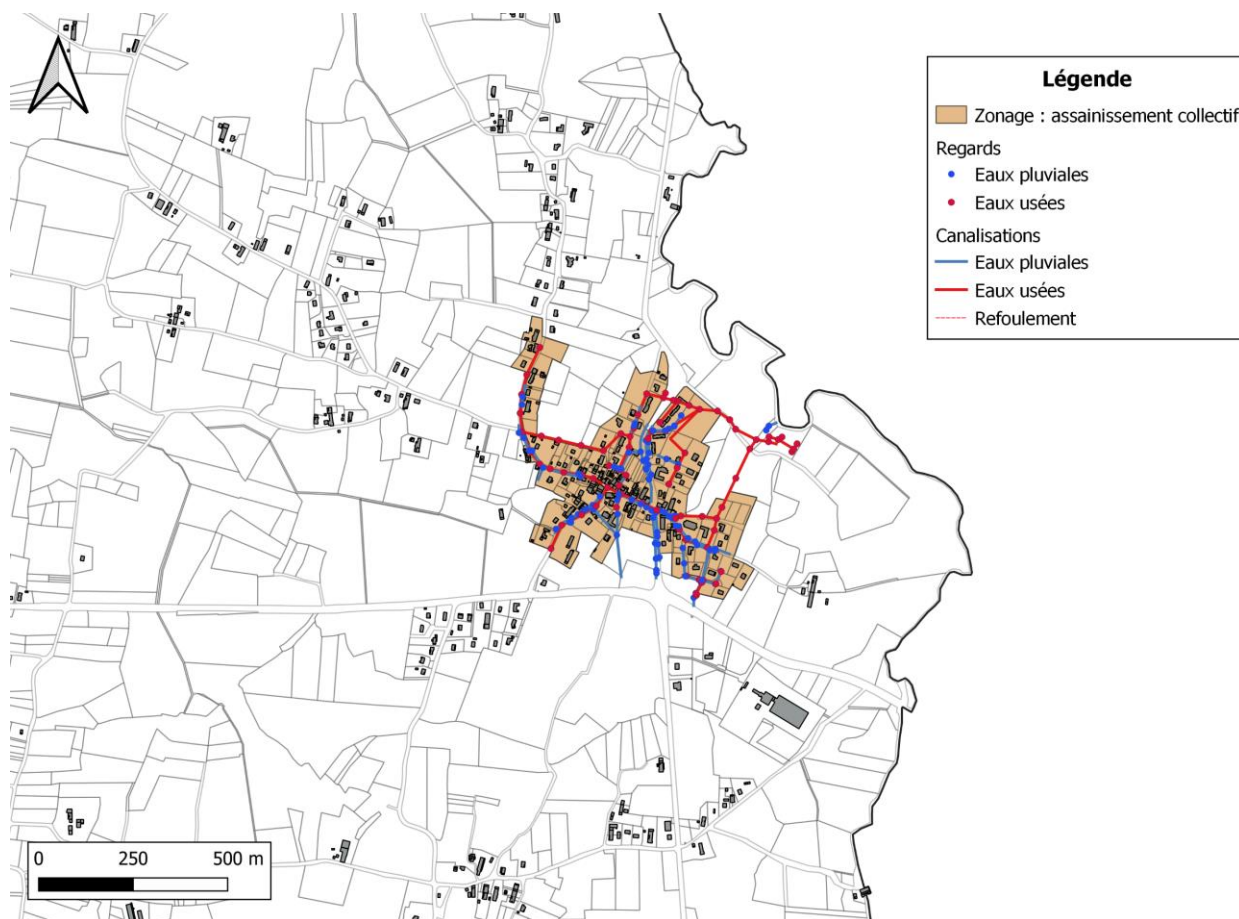 Légende
Zonage : assainissement collectif
Regards
Eaux pluviales
Eaux usées
Canalisations
Eaux pluviales
Eaux usées
Refoulement
0 250 500 m